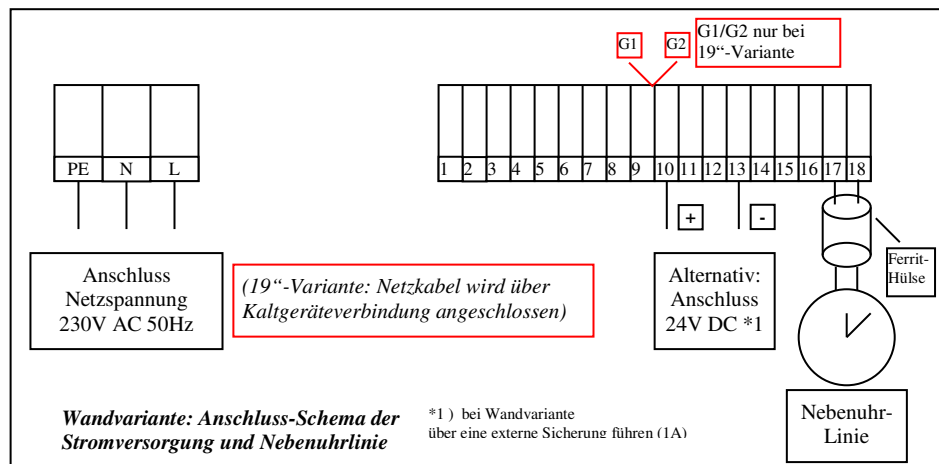 G1
G2
G1/G2 nur bei
19“-Variante
PE N L
1 2 3 4 5 6 7 8 9 10 11 12 13 14 15 16 17 18
+
-
Anschluss
Netzspannung
230V AC 50Hz
(19“-Variante: Netzkabel wird über
Kaltgeräteverbindung angeschlossen)
Alternativ:
Anschluss
24V DC *1
Ferrit-
Hülse
Nebenuhr-
Linie
Wandvariante: Anschluss-Schema der
Stromversorgung und Nebenuhrlinie
*1 ) bei Wandvariante
über eine externe Sicherung führen (1A)